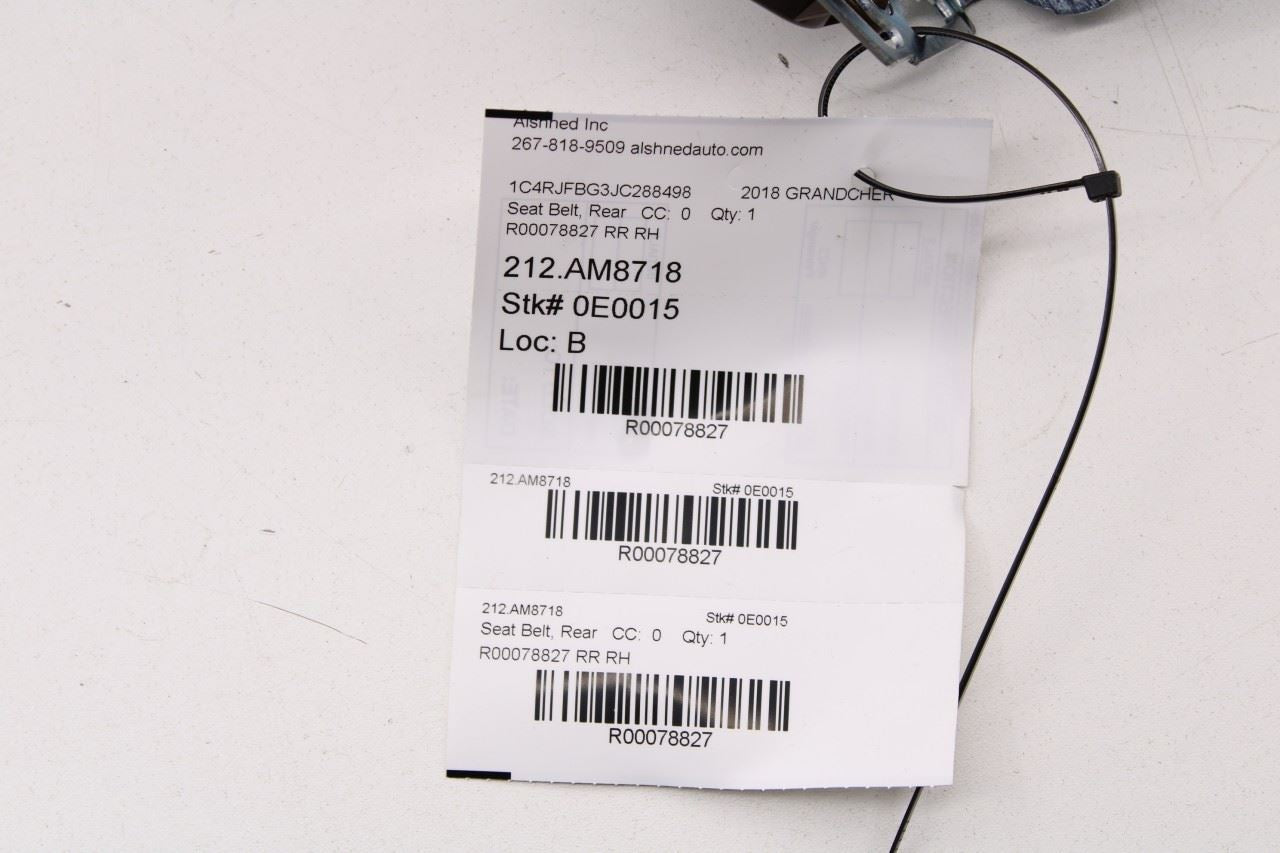 Alshned Inc
267-818-9509 alshnedauto.com
1C4RJFBG3JC288498 2018 GRANDCHER
Seat Belt, Rear CC: 0 Qty: 1
R00078827 RR RH
212.AM8718
Stk# 0E0015
Loc: B
R00078827
212.AM8718 Stk# 0E0015
R00078827
212.AM8718 Stk# 0E0015
Seat Belt, Rear CC: 0 Qty: 1
R00078827 RR RH
R00078827